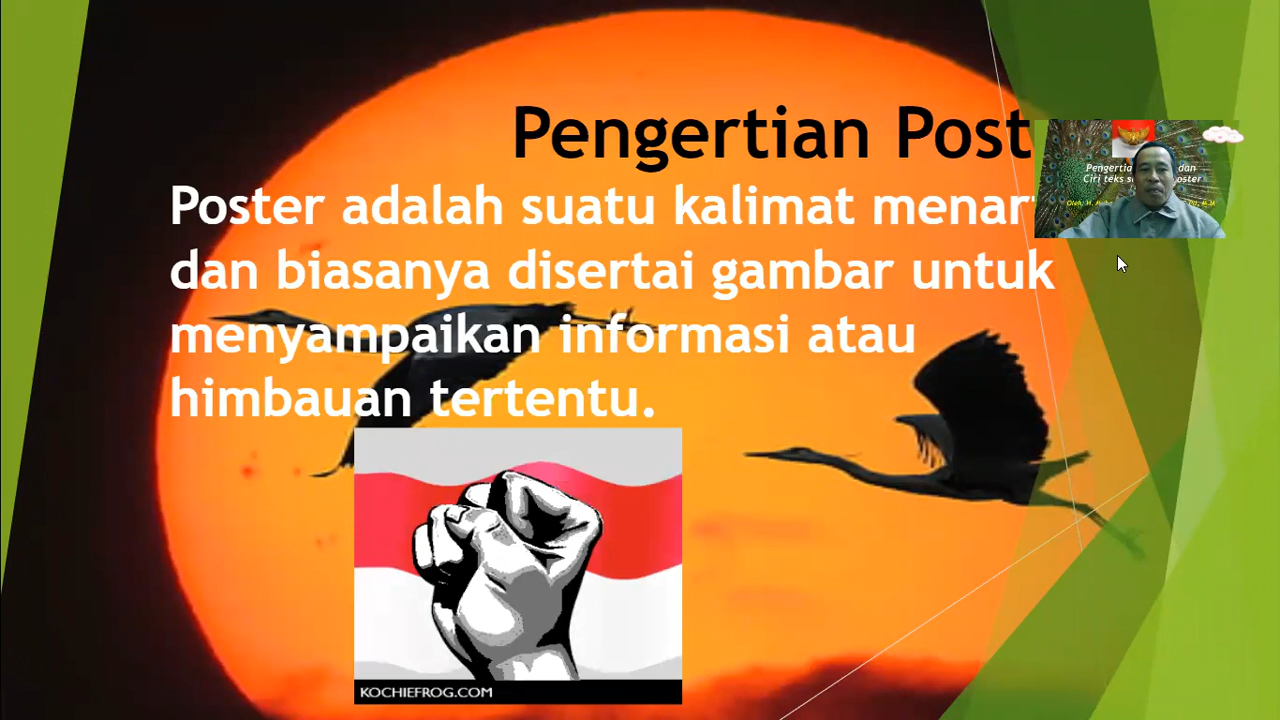 Pengertian Post
Poster adalah suatu kalimat menar
dan biasanya disertai gambar untuk
menyampaikan informasi atau
himbauan tertentu.
Pengertia dan
Ciri teks oster
Oleh: H.
KOCHIEFROG.COM